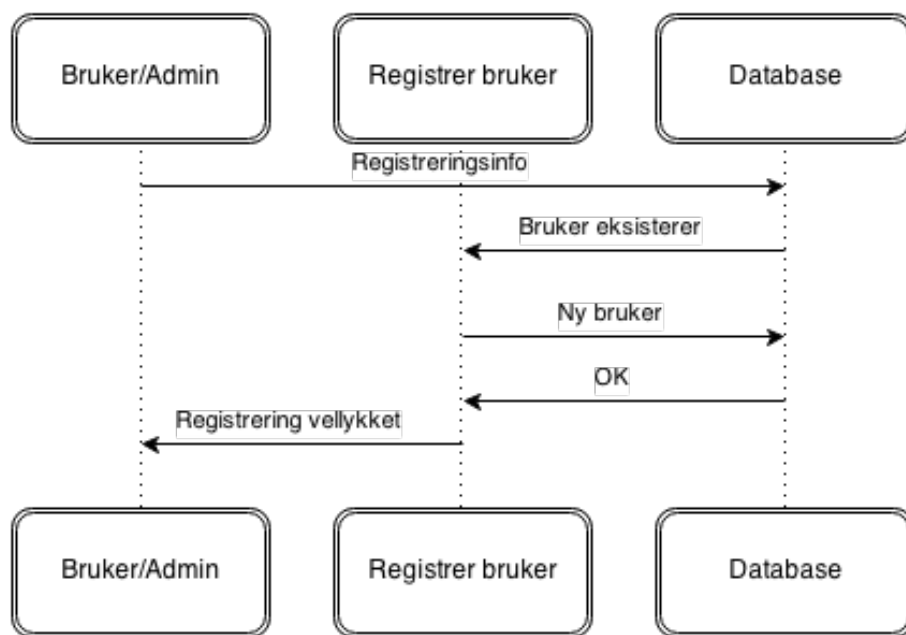 Bruker/Admin
Registrer bruker
Database
Registreringsinfo
Bruker eksisterer
Ny bruker
OK
Registrering vellykket
Bruker/Admin
Registrer bruker
Database